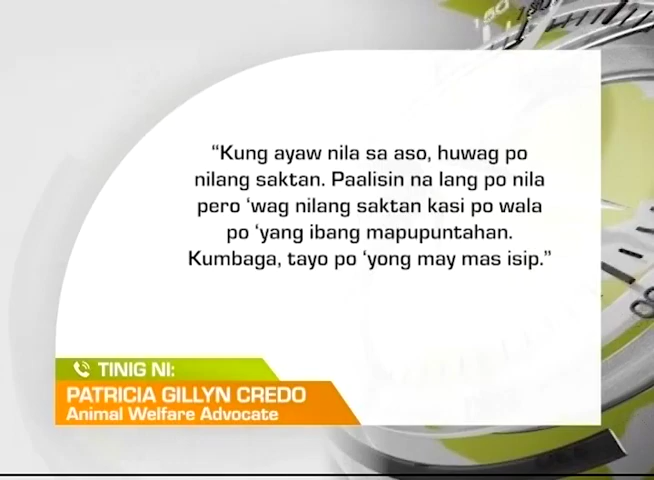 150
"Kung ayaw nila sa aso, huwag po
nilang saktan. Paalisin na lang po nila
pero 'wag nilang saktan kasi po wala
po 'yang ibang mapupuntahan.
Kumbaga, tayo po 'yong may mas isip."
TINIG NI:
PATRICIA GILLYN CREDO
Animal Welfare Advocate